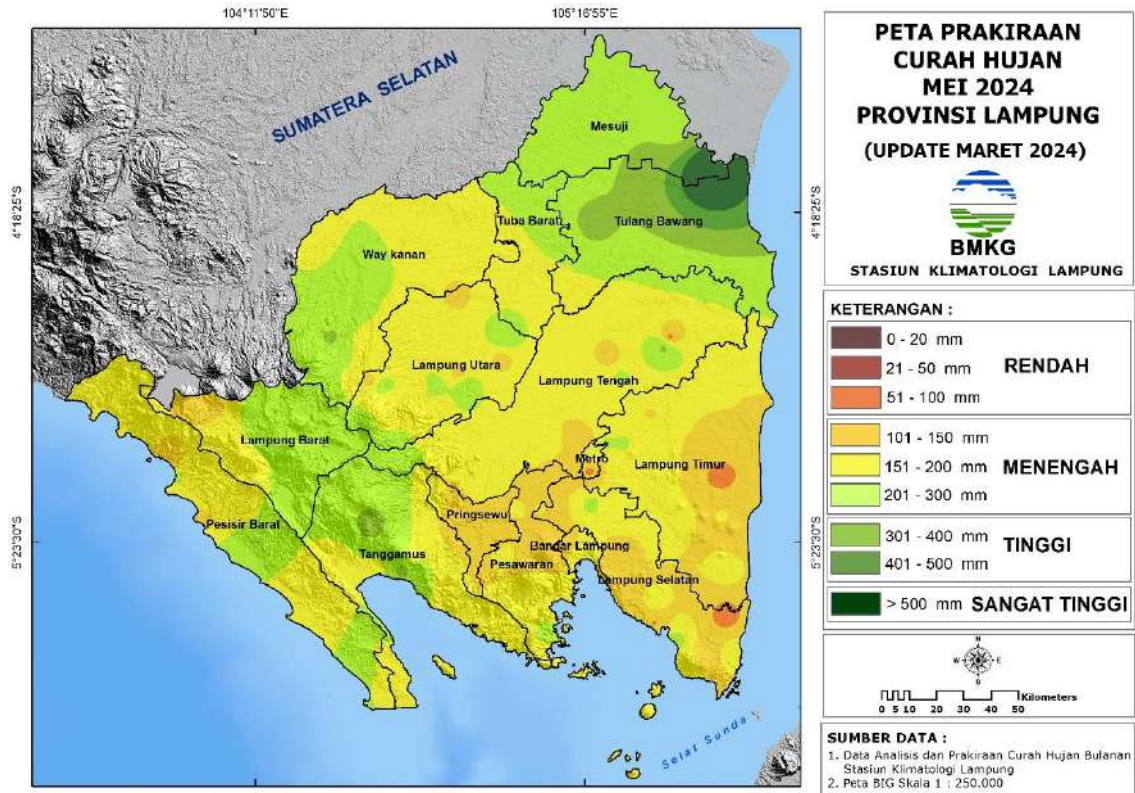 104°11'50"E
105°16'55"E
4°18'25"S
4°18'25"S
5°23'30"S
5°23'30"S
SUMATERA SELATAN
Mesuji
Tuba Barat
Tulang Bawang
Way kanan
Lampung Utara
Lampung Tengah
Lampung Barat
Metro
Lampung Timur
Pringsewu
Pesisir Barat
Tanggamus
Bandar Lampung
Pesawaran
Lampung Selatan
Selat Sunda
PETA PRAKIRAAN
CURAH HUJAN
MEI 2024
PROVINSI LAMPUNG
(UPDATE MARET 2024)
BMKG
STASIUN KLIMATOLOGI LAMPUNG
KETERANGAN :
0 - 20 mm
21 - 50 mm
51 - 100 mm
RENDAH
101 - 150 mm
151 - 200 mm
201 - 300 mm
MENENGAH
301 - 400 mm
401 - 500 mm
TINGGI
> 500 mm
SANGAT TINGGI
N
W
E
S
Kilometers
0 5 10 20 30 40 50
SUMBER DATA :
1. Data Analisis dan Prakiraan Curah Hujan Bulanan
Stasiun Klimatologi Lampung
2. Peta BIG Skala 1 : 250.000